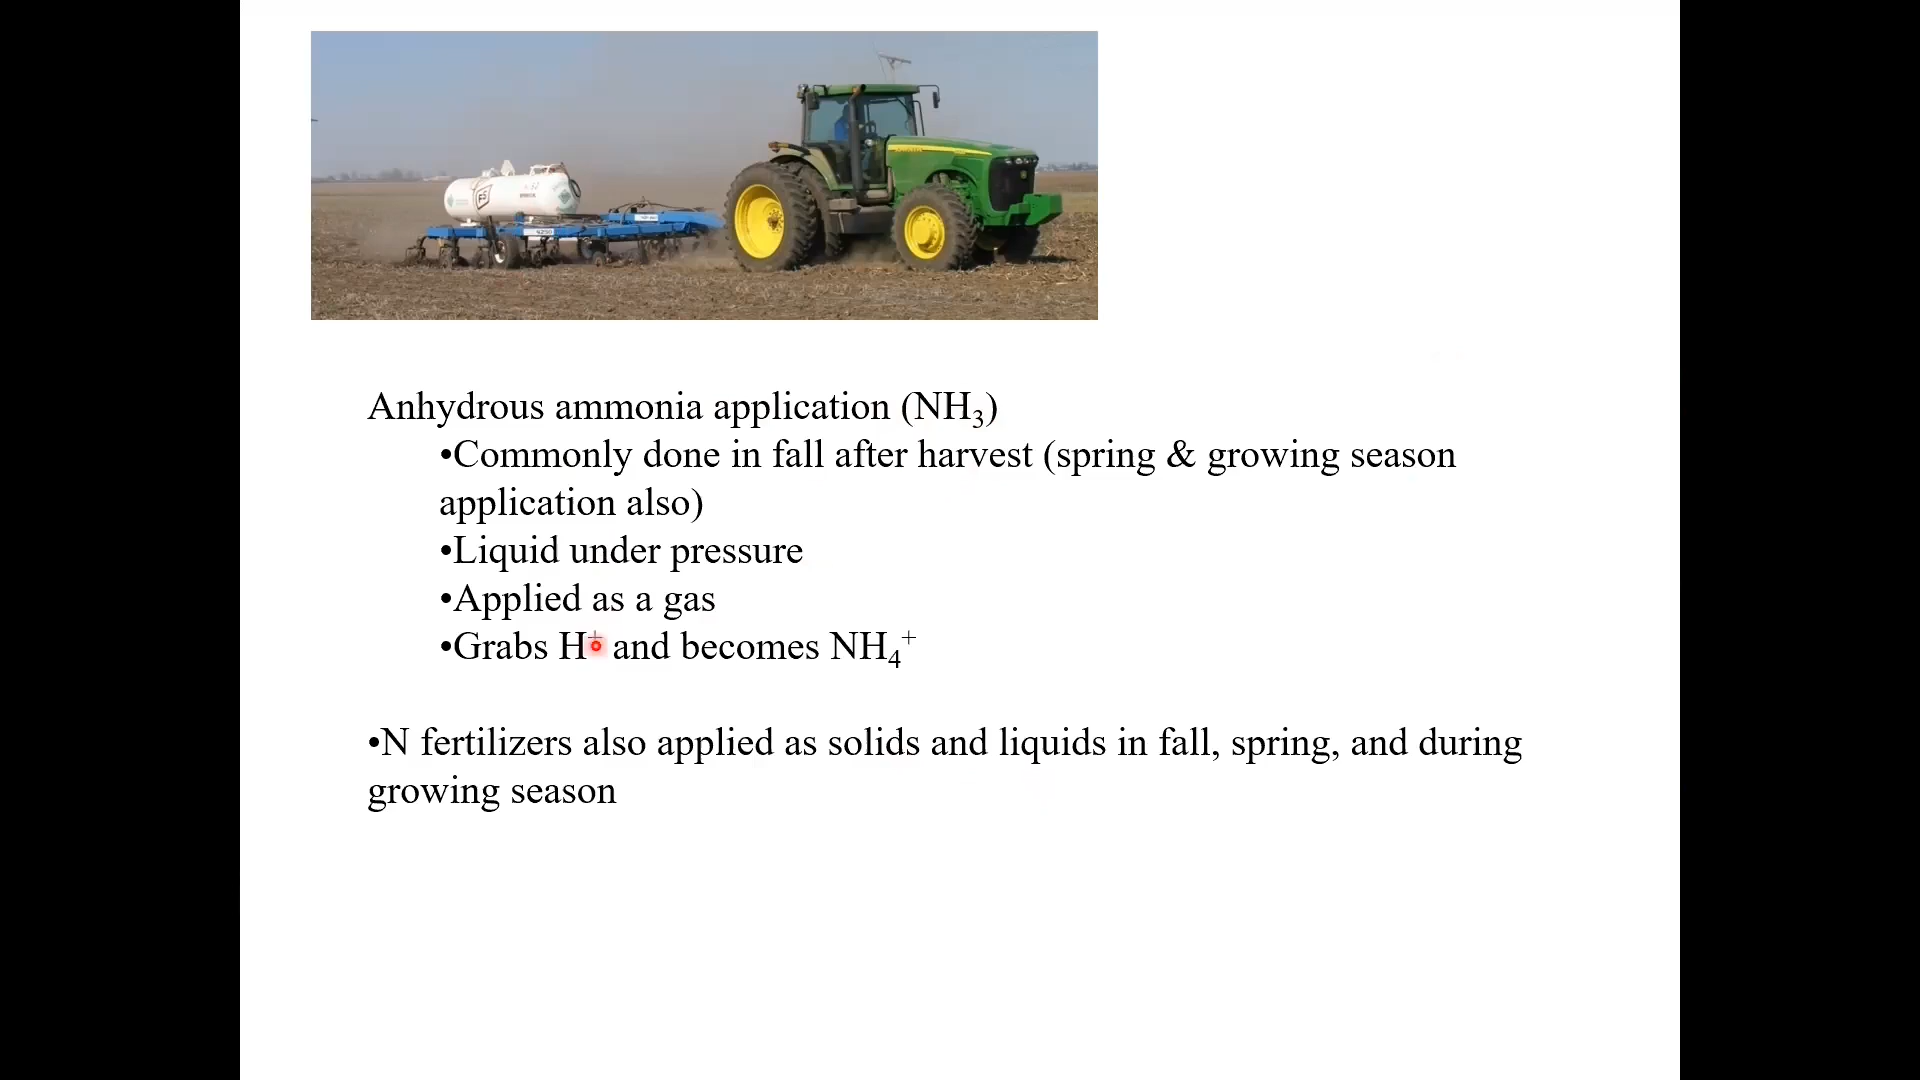 FS
4250
Anhydrous ammonia application (NH₃)
•Commonly done in fall after harvest (spring & growing season
application also)
•Liquid under pressure
•Applied as a gas
•Grabs H⁺ and becomes NH₄⁺
•N fertilizers also applied as solids and liquids in fall, spring, and during
growing season